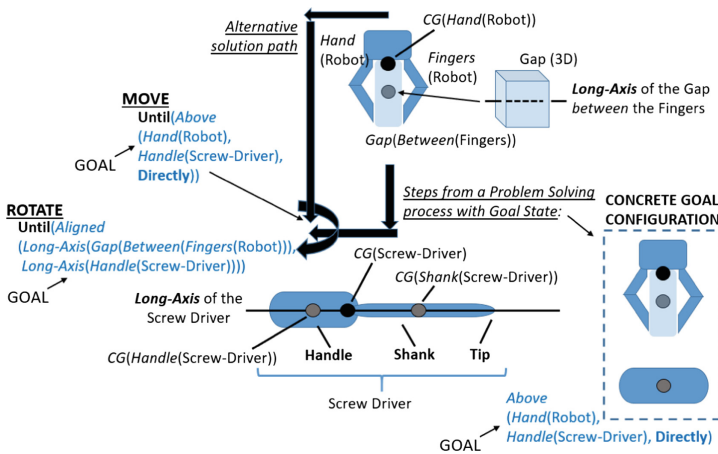 Alternative
solution path
CG(Hand(Robot)
Hand
(Robot)
Fingers
(Robot)
Gap (3D)
Long-Axis of the Gap
between the Fingers
Gap(Between(Fingers))
MOVE
Until(Above
(Hand(Robot),
Handle(Screw-Driver),
Directly))
GOAL
Steps from a Problem Solving
process with Goal State:
CONCRETE GOAL
CONFIGURATION
ROTATE
Until(Aligned
(Long-Axis(Gap(Between(Fingers(Robot))),
Long-Axis(Handle(Screw-Driver))))
GOAL
CG(Screw-Driver)
CG(Shank(Screw-Driver))
Long-Axis of the
Screw Driver
CG(Handle(Screw-Driver))
Handle
Shank
Tip
Screw Driver
Above
(Hand(Robot),
Handle(Screw-Driver), Directly)
GOAL